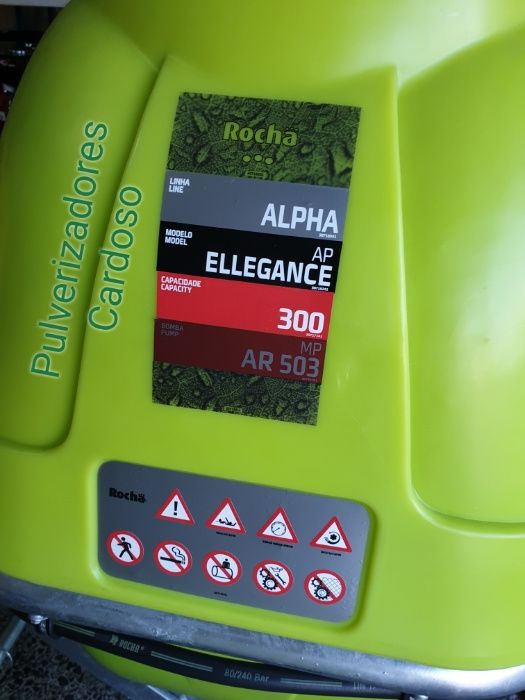 Pulverizadores
Cardoso
Rocha
LINHA
LINE
ALPHA
MODELO
MODEL
AP
ELLEGANCE
CAPACIDADE
CAPACITY
300
BOMBA
PUMP
MP
AR 503
Rocha
ROCHA
80/240 Bar